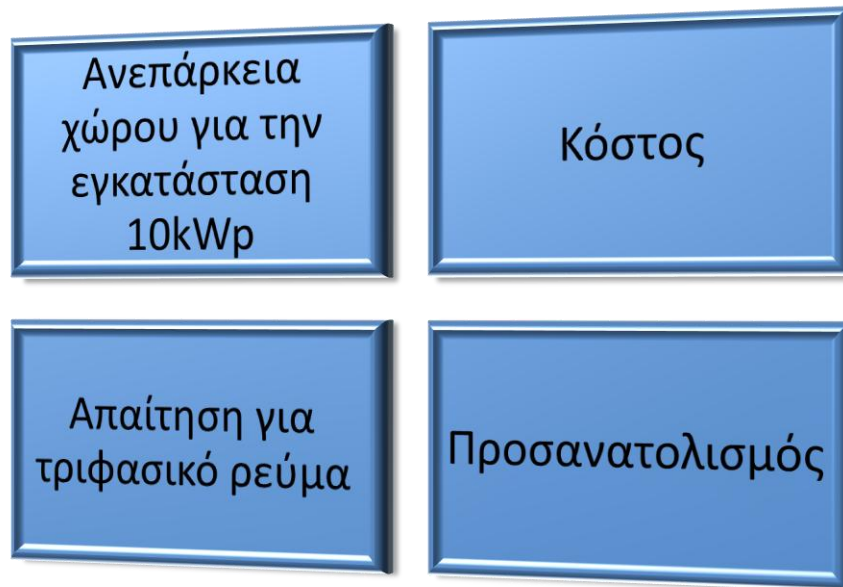 Ανεπάρκεια
χώρου για την
εγκατάσταση
10kWp
Κόστος
Απαίτηση για
τριφασικό ρεύμα
Προσανατολισμός